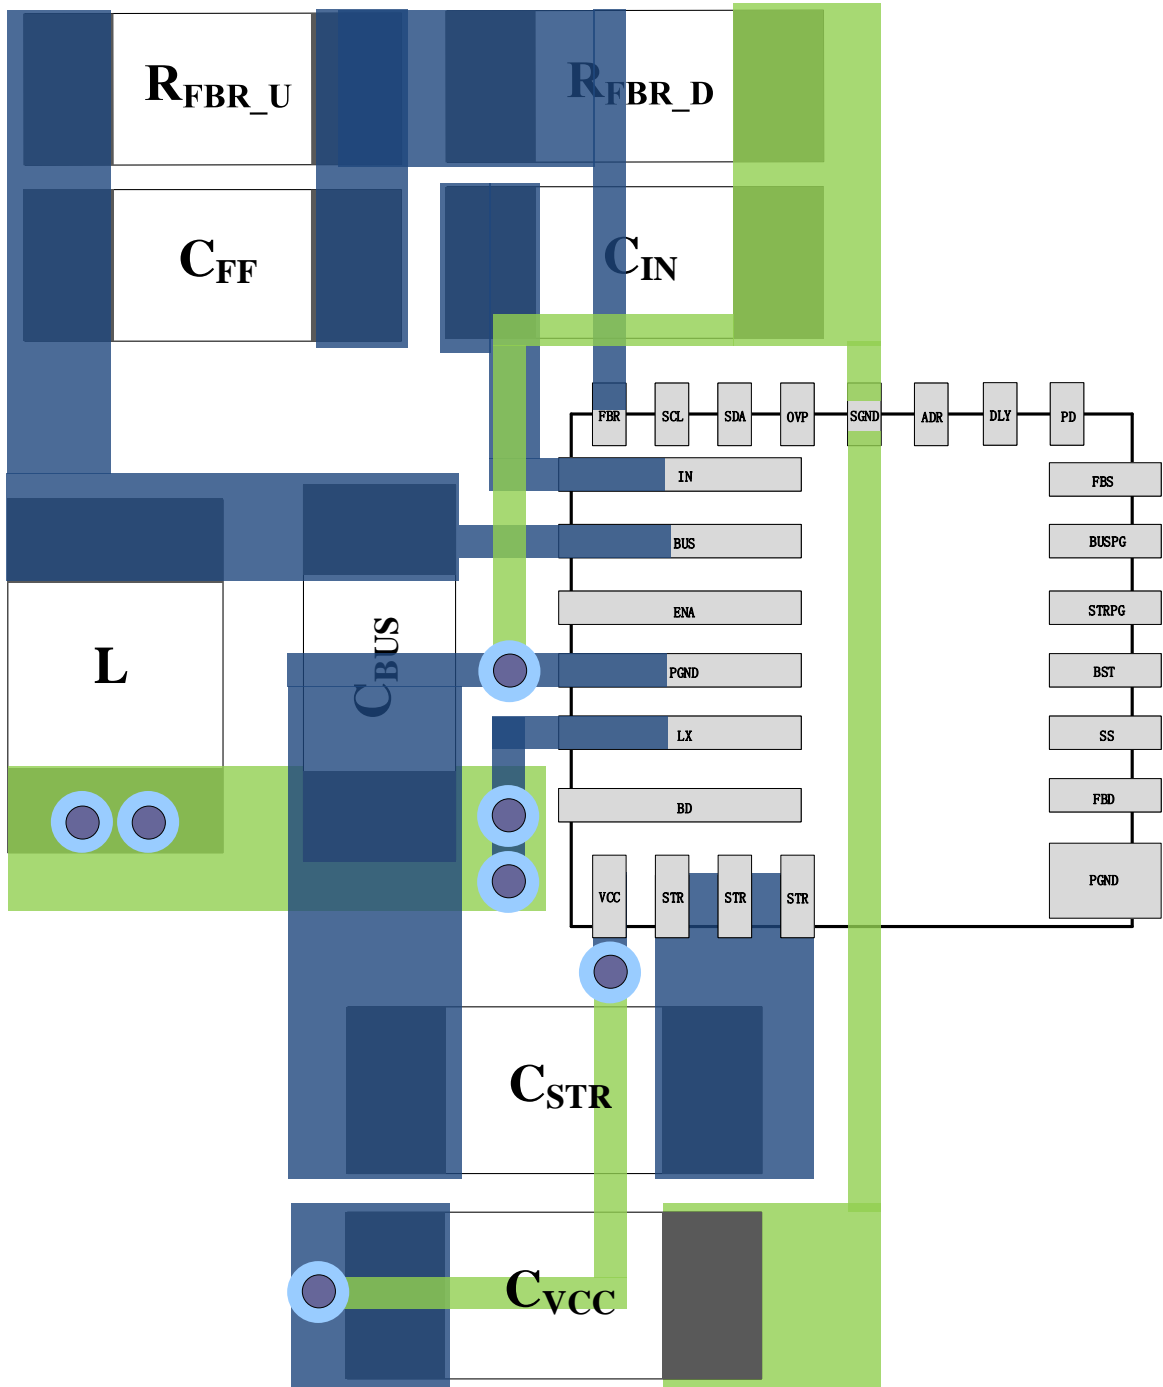 RFBR_U
RFBR_D
CFF
CIN
FBR
SCL
SDA
OVP
SGND
ADR
DLY
PD
IN
FBS
BUS
BUSPG
ENA
STRPG
L
CBUS
PGND
BST
LX
SS
BD
FBD
VCC
STR
STR
STR
PGND
CSTR
CVCC